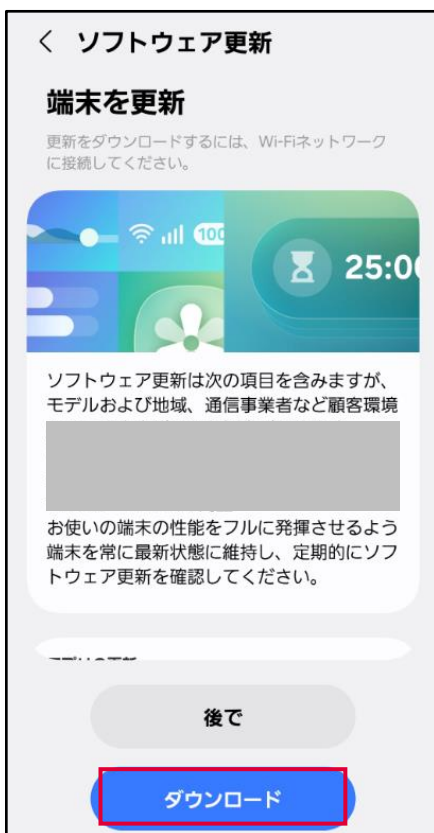 < ソフトウェア更新
端末を更新
更新をダウンロードするには、Wi-Fiネットワーク
に接続してください。
100
25:00
ソフトウェア更新は次の項目を含みますが、
モデルおよび地域、通信事業者など顧客環境
お使いの端末の性能をフルに発揮させるよう
端末を常に最新状態に維持し、定期的にソフ
トウェア更新を確認してください。
後で
ダウンロード